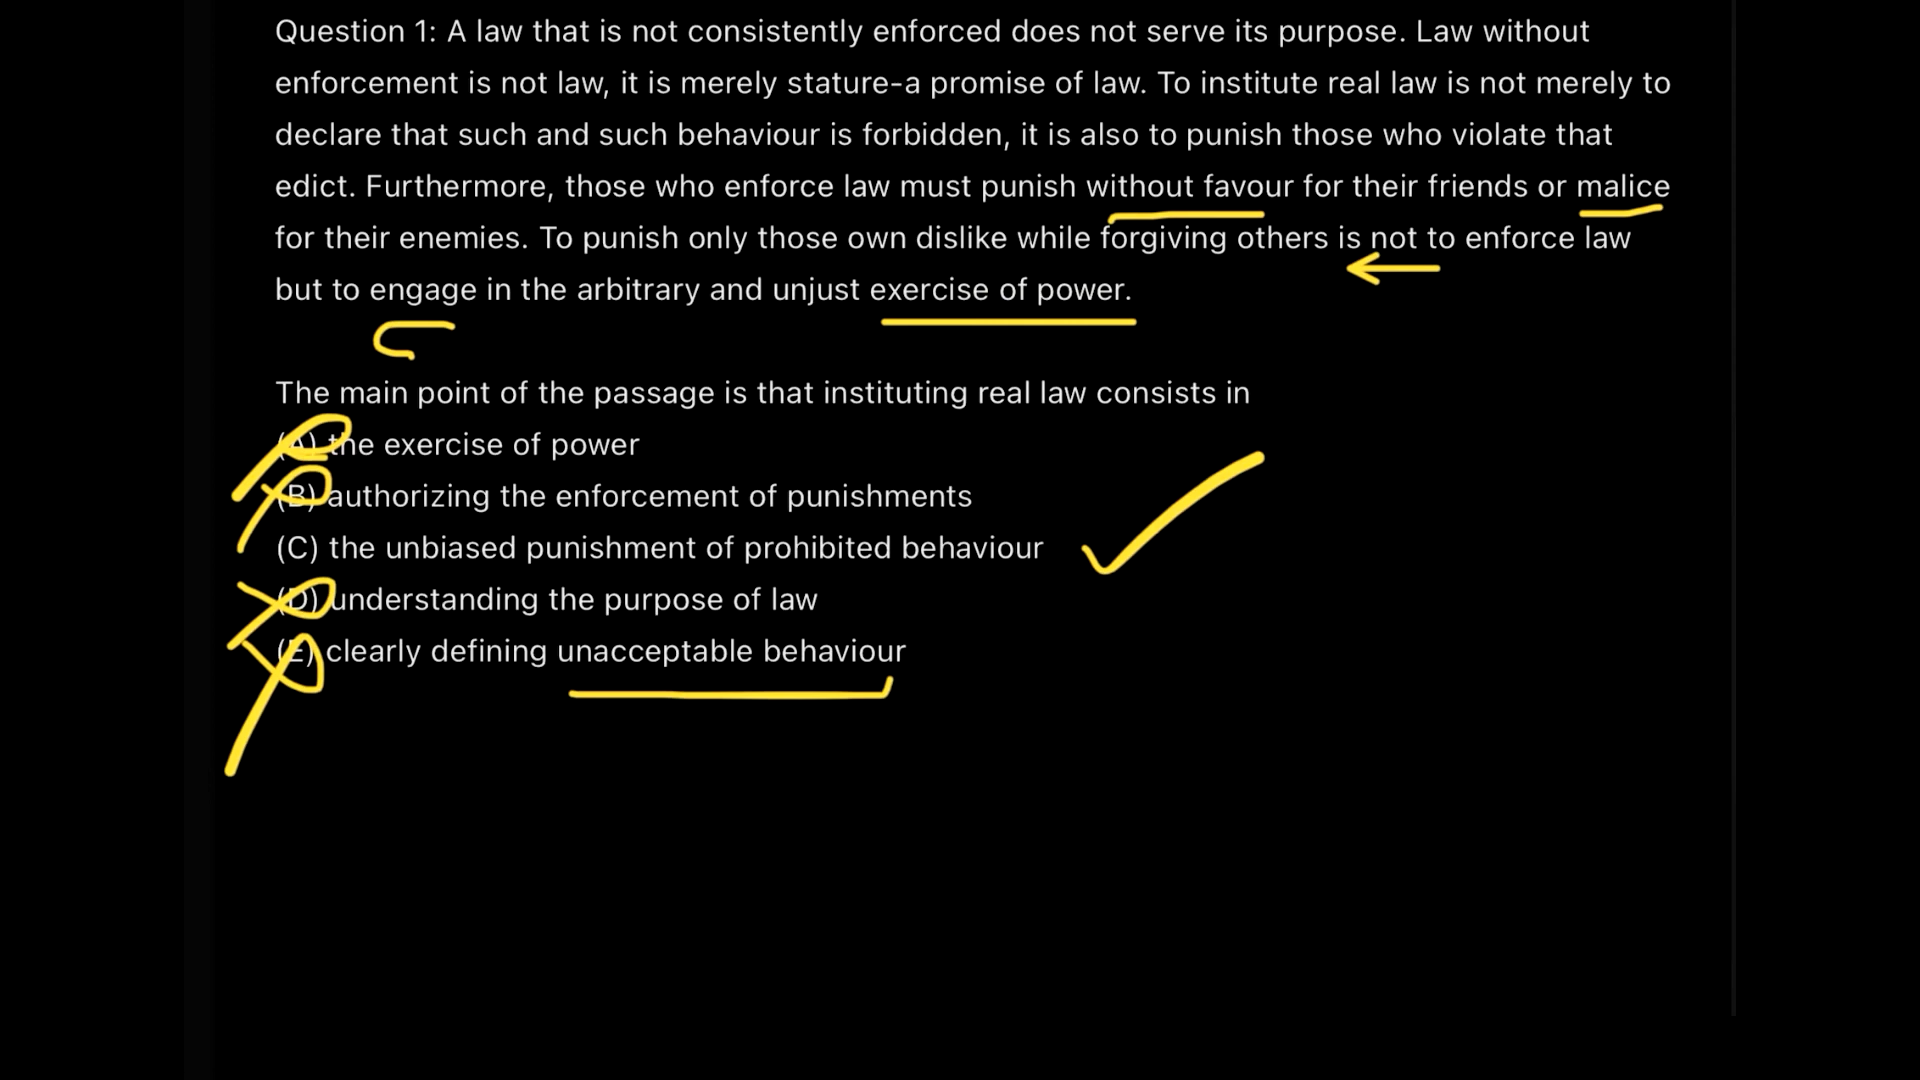 Question 1: A law that is not consistently enforced does not serve its purpose. Law without
enforcement is not law, it is merely stature-a promise of law. To institute real law is not merely to
declare that such and such behaviour is forbidden, it is also to punish those who violate that
edict. Furthermore, those who enforce law must punish without favour for their friends or malice
for their enemies. To punish only those own dislike while forgiving others is not to enforce law
but to engage in the arbitrary and unjust exercise of power.
The main point of the passage is that instituting real law consists in
(A) the exercise of power
(B) authorizing the enforcement of punishments
(C) the unbiased punishment of prohibited behaviour
(D) understanding the purpose of law
(E) clearly defining unacceptable behaviour